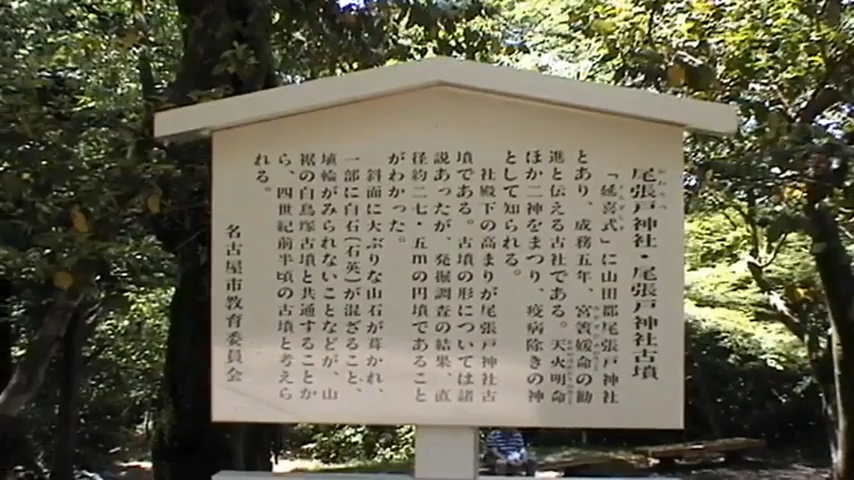 尾張戸神社・尾張戸神社古墳
「延喜式」に山田郡尾張戸神社
とあり、成務五年、宮簀媛命の勧
進と伝える古社である。天火明命
ほか二神をまつり、疫病除きの神
として知られる。
社殿下の高まりが尾張戸神社古
墳である。古墳の形については諸
説あったが、発掘調査の結果、直
径約二七・五mの円墳であること
がわかった。
斜面に大ぶりな山石が葺かれ、
一部に白石(石英)が混ざること、
埴輪がみられないことなどが、山
裾の白鳥塚古墳と共通することか
ら、四世紀前半頃の古墳と考えら
れる。
名古屋市教育委員会